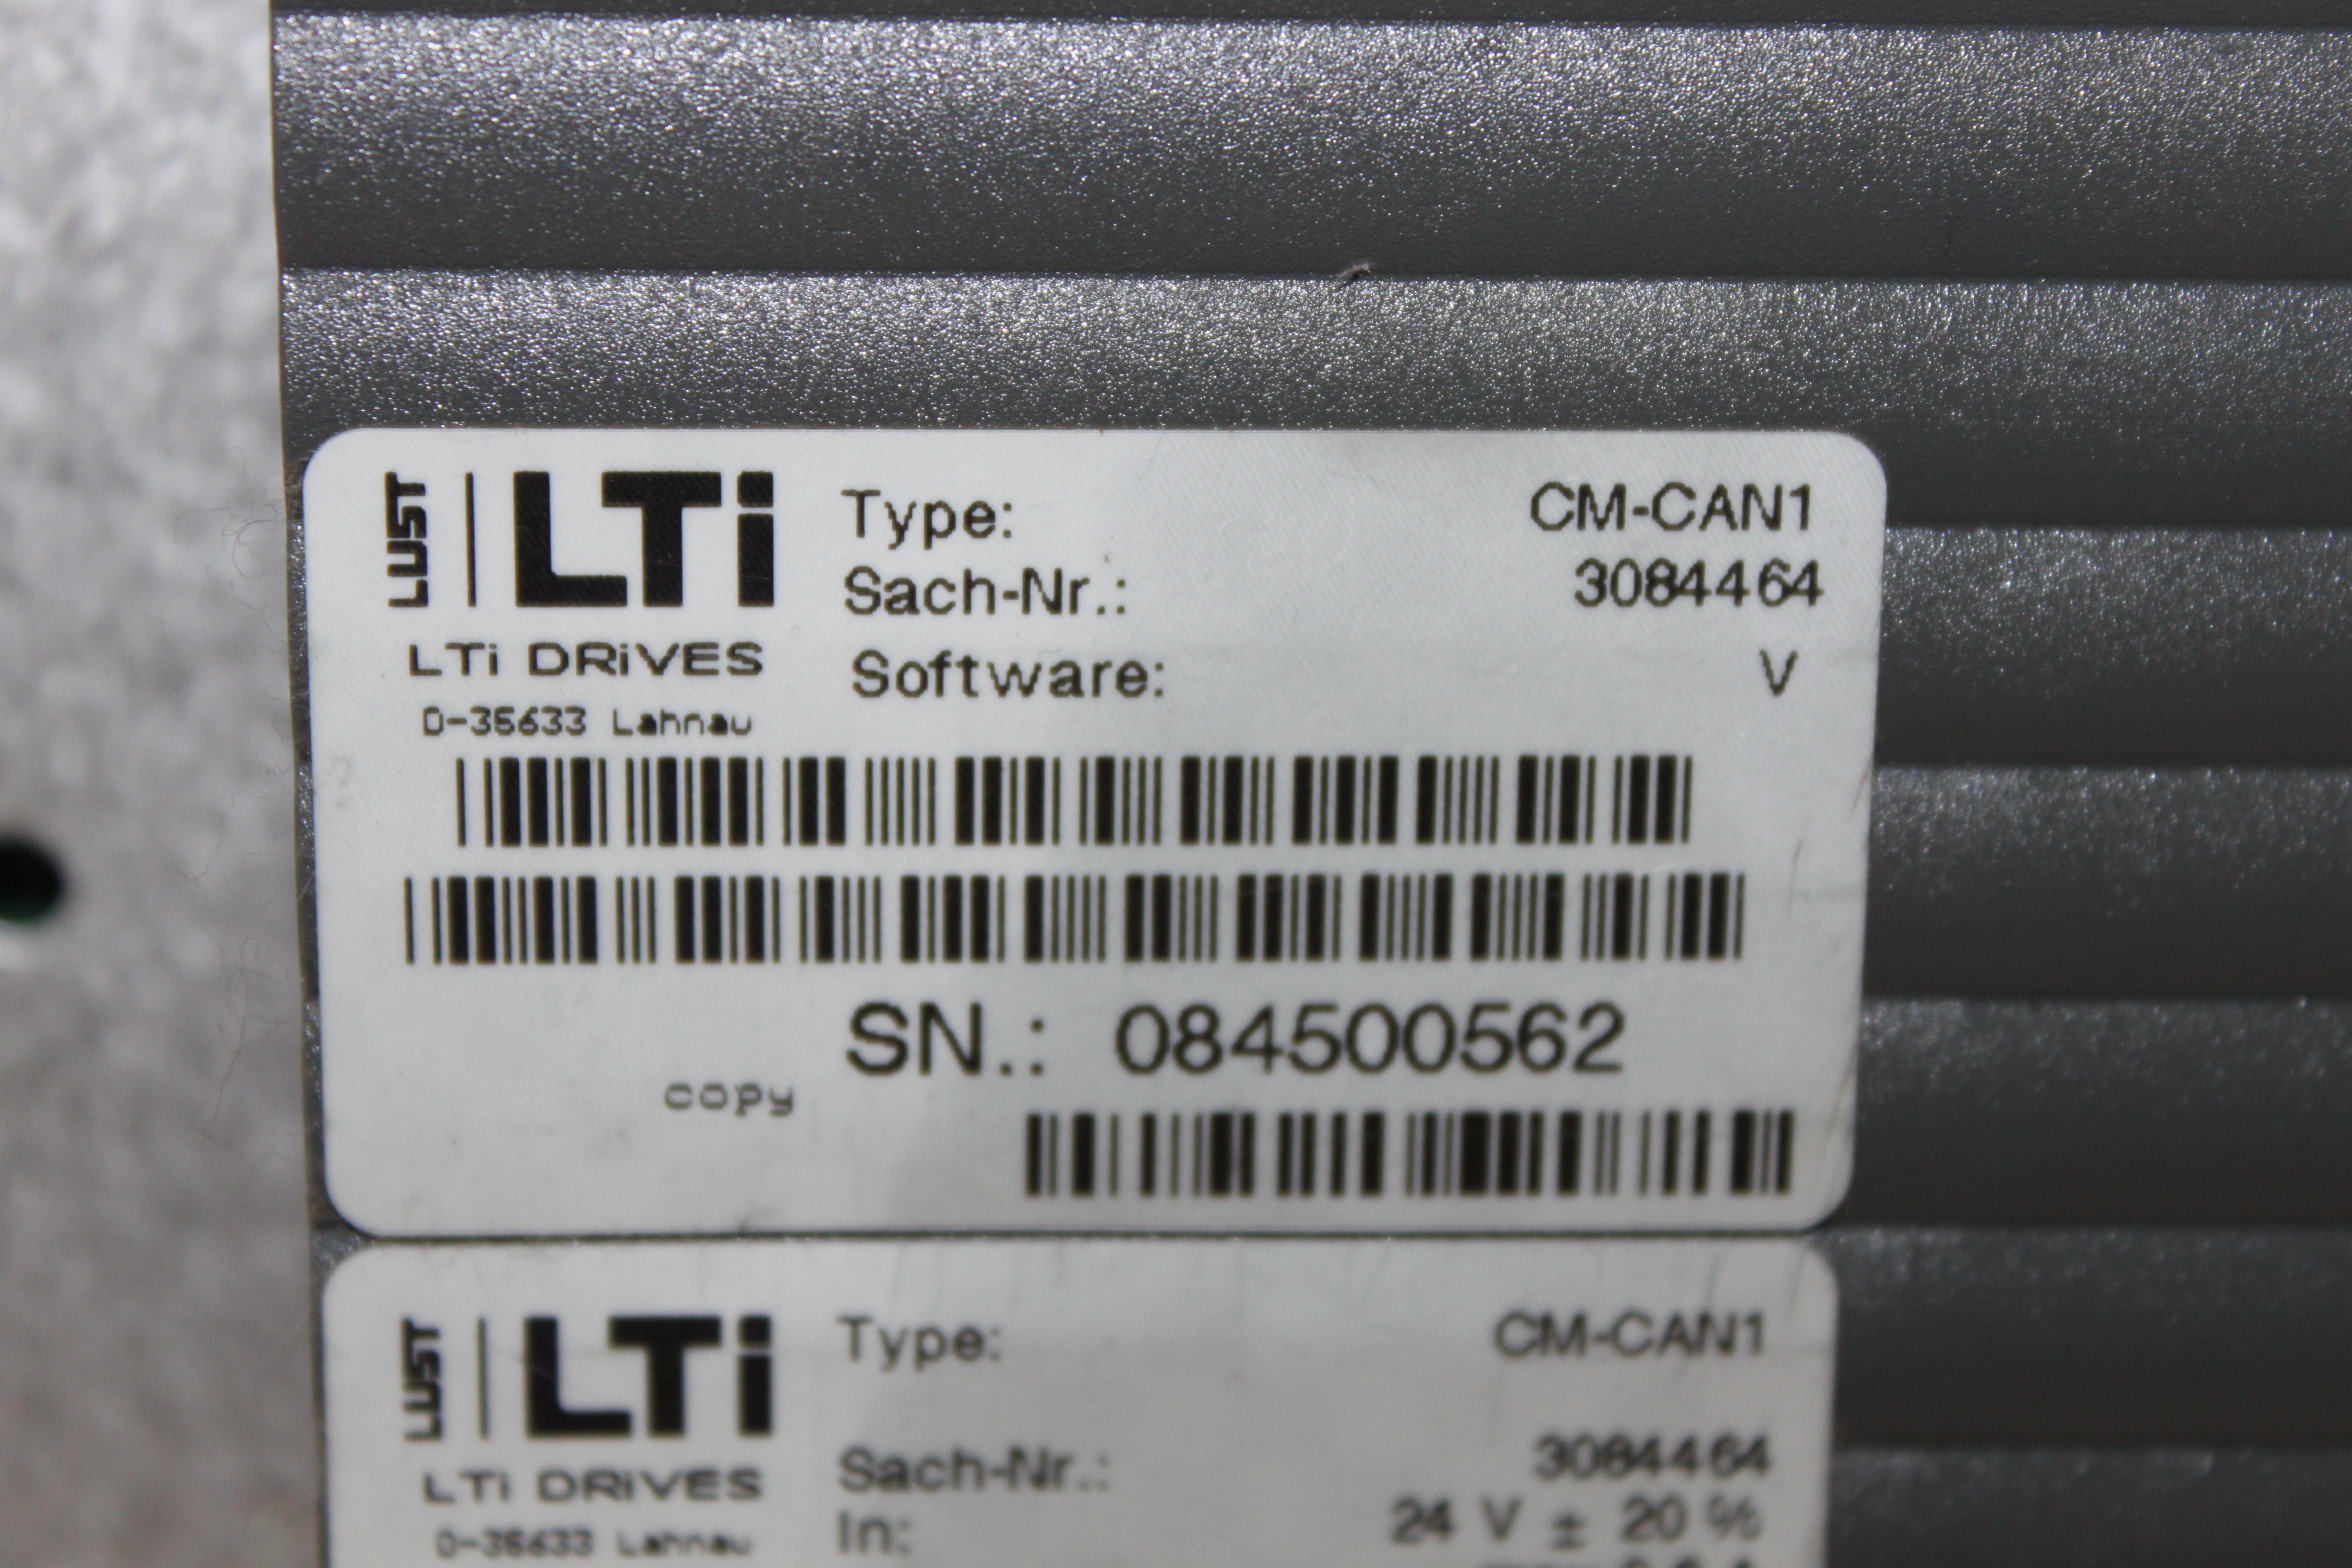 LUST LTi Type: CM-CAN1
Sach-Nr.: 3084464
LTi DRiVES Software: V
D-35633 Lahnau
SN.: 084500562
copy
LUST LTi Type: CM-CAN1
Sach-Nr.: 3084464
LTi DRiVES
In: 24 V ± 20 %
D-35633 Lahnau